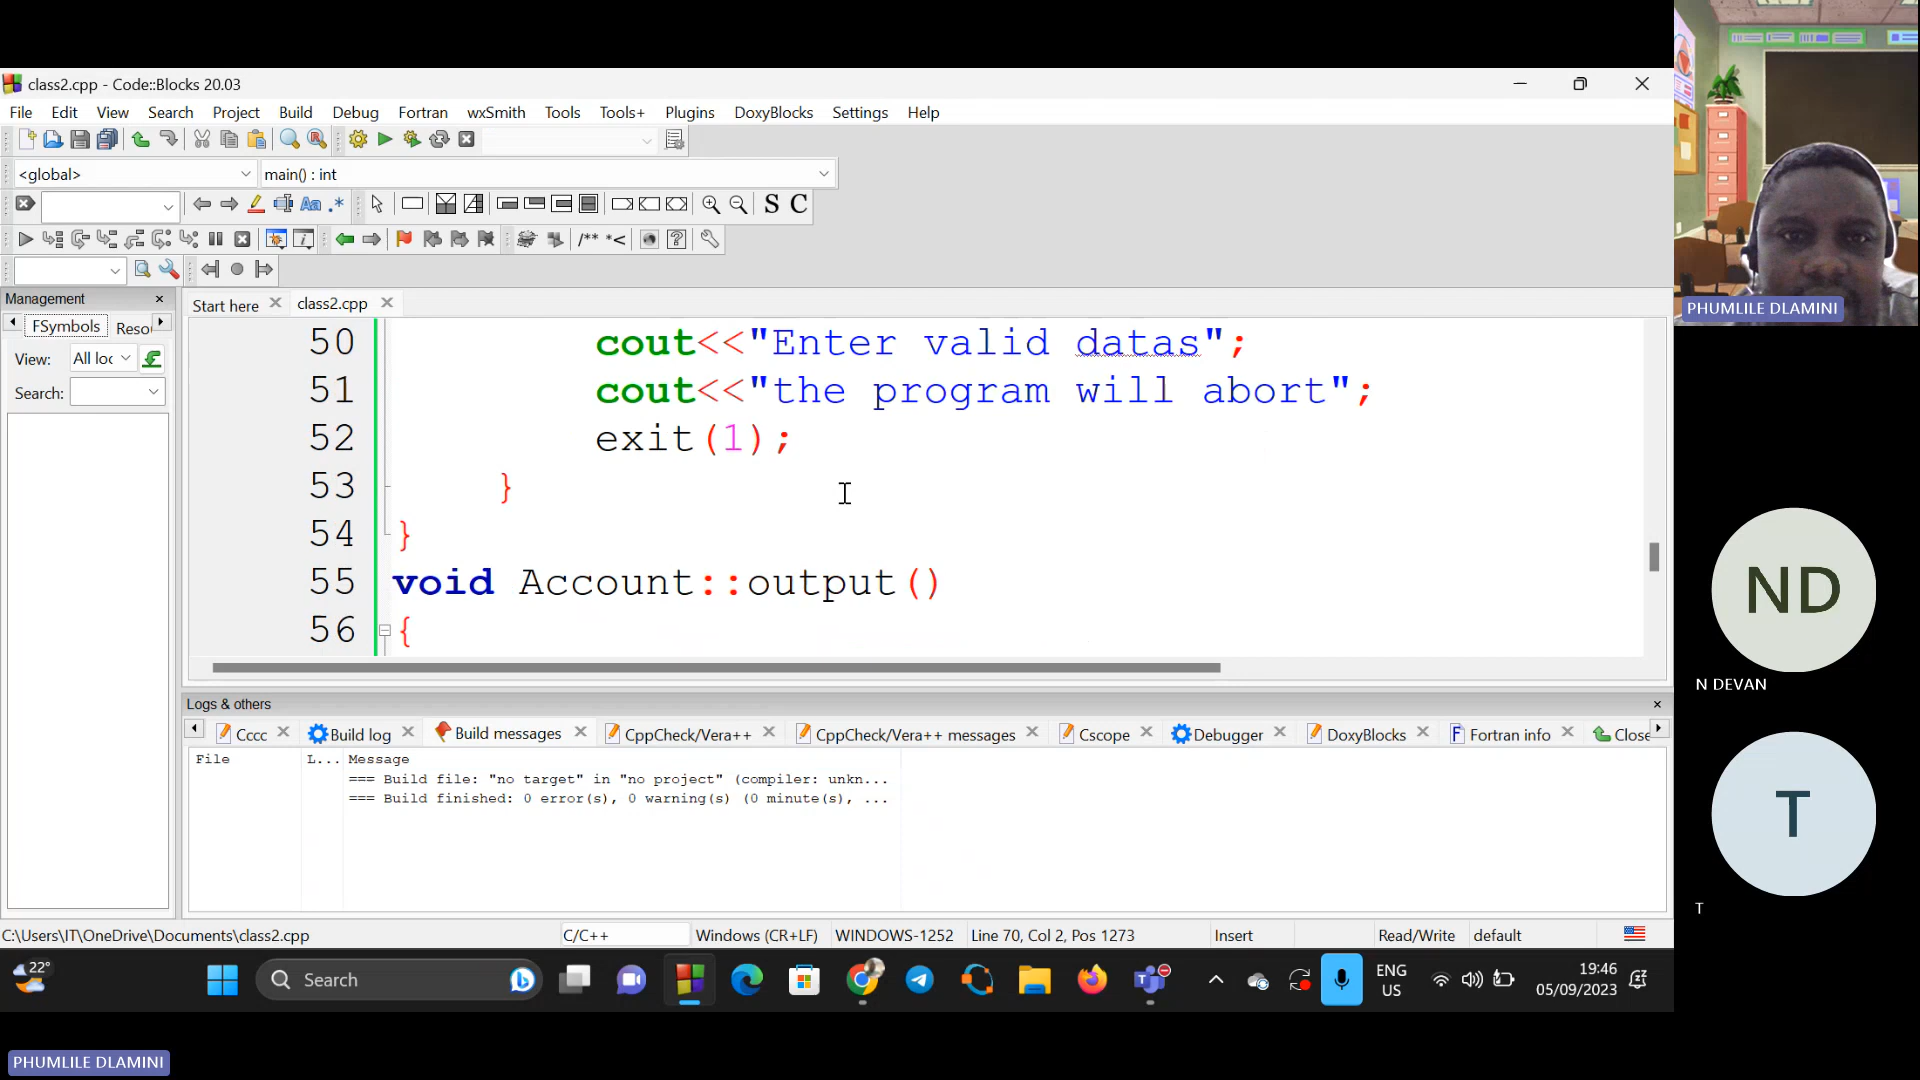 class2.cpp - Code::Blocks 20.03
File Edit View Search Project Build Debug Fortran wxSmith Tools Tools+ Plugins DoxyBlocks Settings Help
<global> main() : int
S C
/** *<
Management
Start here class2.cpp
FSymbols Reso
View: All loc
Search:
50 cout<<"Enter valid datas";
51 cout<<"the program will abort";
52 exit(1);
53 }
54 }
55 void Account::output()
56 {
Logs & others
Cccc Build log Build messages CppCheck/Vera++ CppCheck/Vera++ messages Cscope Debugger DoxyBlocks Fortran info Close
File L... Message
=== Build file: "no target" in "no project" (compiler: unkn...
=== Build finished: 0 error(s), 0 warning(s) (0 minute(s), ...
C:\Users\IT\OneDrive\Documents\class2.cpp C/C++ Windows (CR+LF) WINDOWS-1252 Line 70, Col 2, Pos 1273 Insert Read/Write default
22° Search ENG US 19:46 05/09/2023
PHUMLILE DLAMINI
ND
N DEVAN
T
T
PHUMLILE DLAMINI